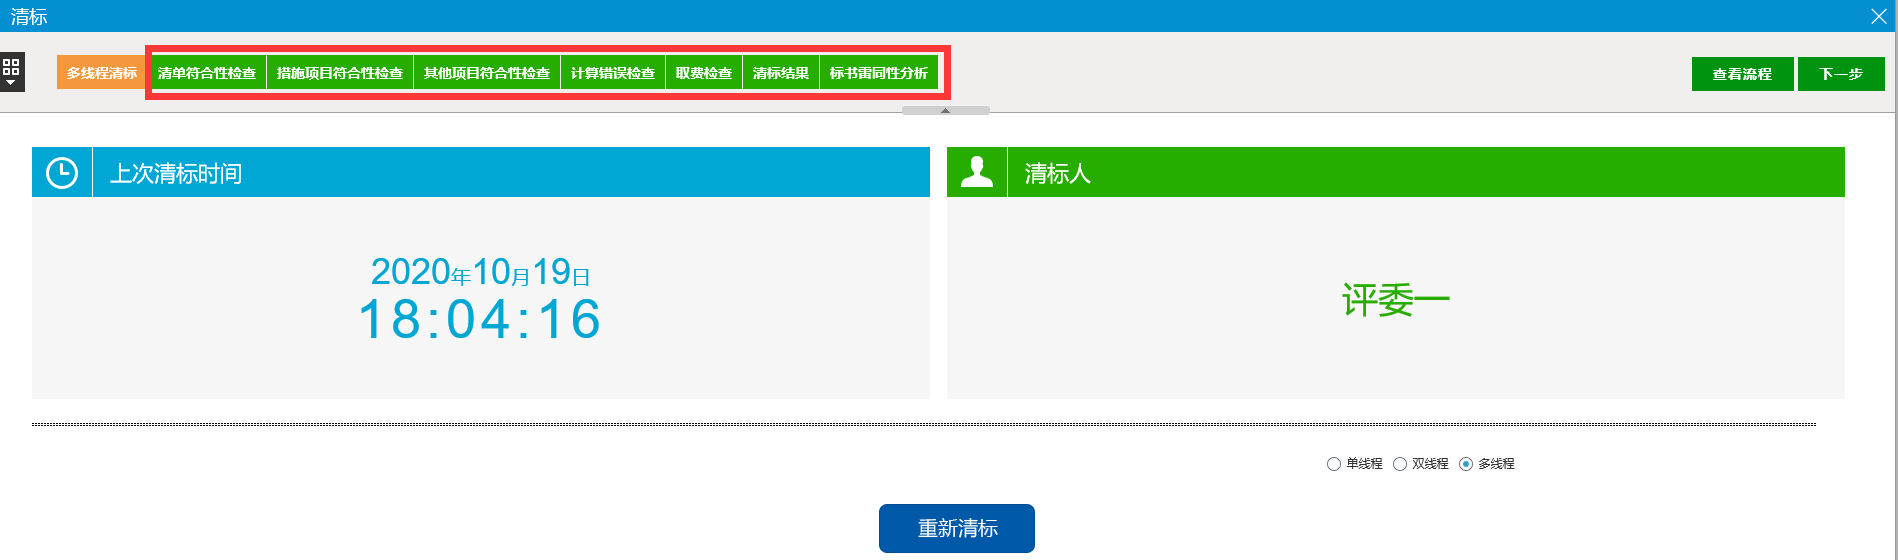 清标
多线程清标 清单符合性检查 措施项目符合性检查 其他项目符合性检查 计算错误检查 取费检查 清标结果 标书雷同性分析 查看流程 下一步
上次清标时间
2020年10月19日
18:04:16
清标人
评委一
单线程 双线程 多线程
重新清标